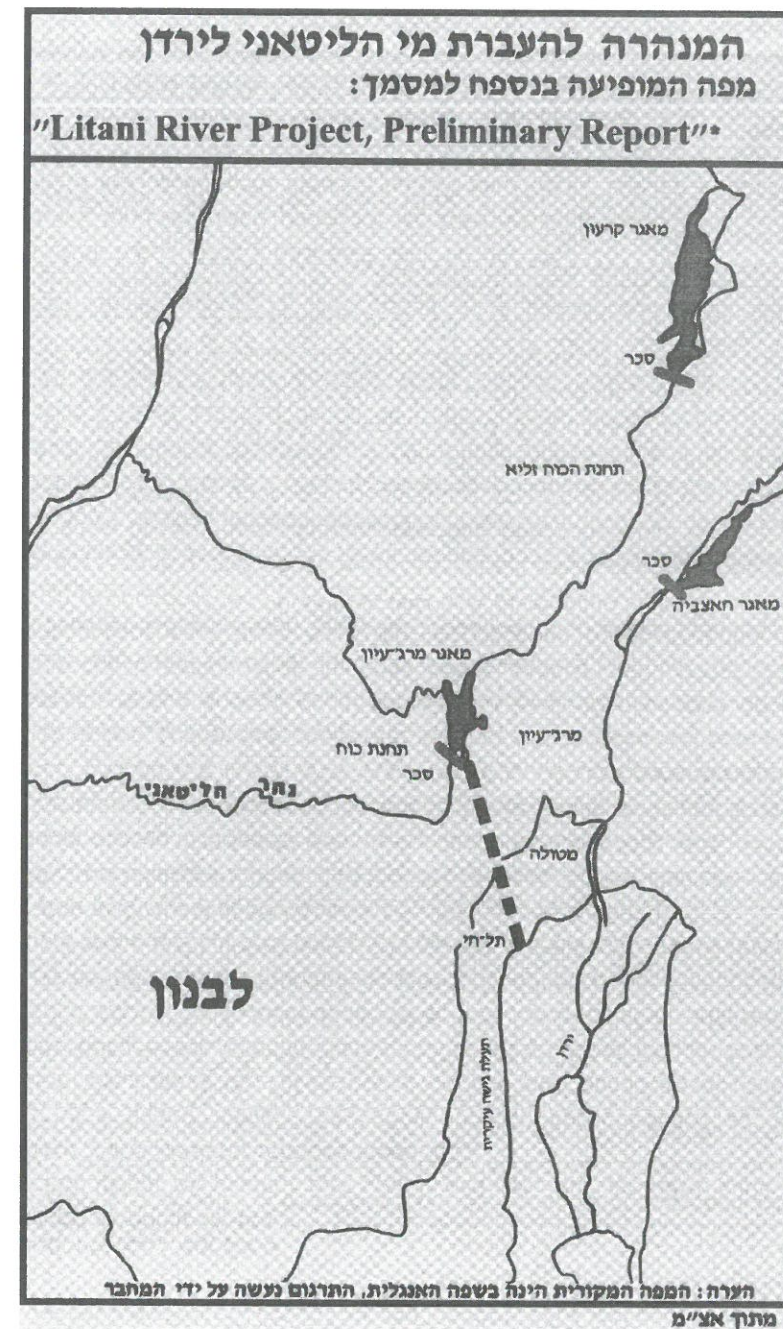 המנהרה להעברת מי הליטאני לירדן
מפה המופיעה בנספח למסמך:
"Litani River Project, Preliminary Report"*
מאגר קרעון
סכר
תחנת הכוח זליא
סכר
מאגר חאצביה
מאגר מרג׳־עיון
מרג׳־עיון
תחנת כוח
סכר
נהר הליטאני
מטולה
תל־חי
לבנון
ירדן
הערה: המפה המקורית הינה בשפה האנגלית, התרגום נעשה על ידי המחבר
מתוך אצ״מ